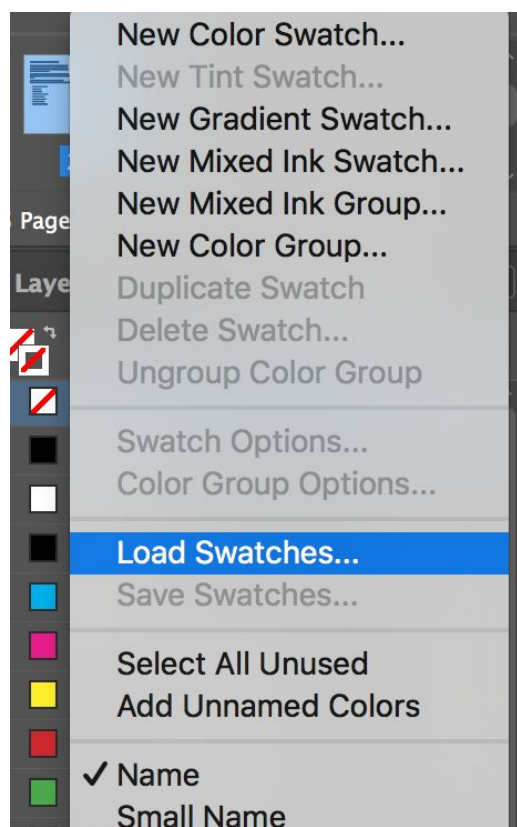 New Color Swatch...
New Tint Swatch...
New Gradient Swatch...
New Mixed Ink Swatch...
New Mixed Ink Group...
Page
New Color Group...
Laye
Duplicate Swatch
Delete Swatch...
Ungroup Color Group
Swatch Options...
Color Group Options...
Load Swatches...
Save Swatches...
Select All Unused
Add Unnamed Colors
✓ Name
Small Name